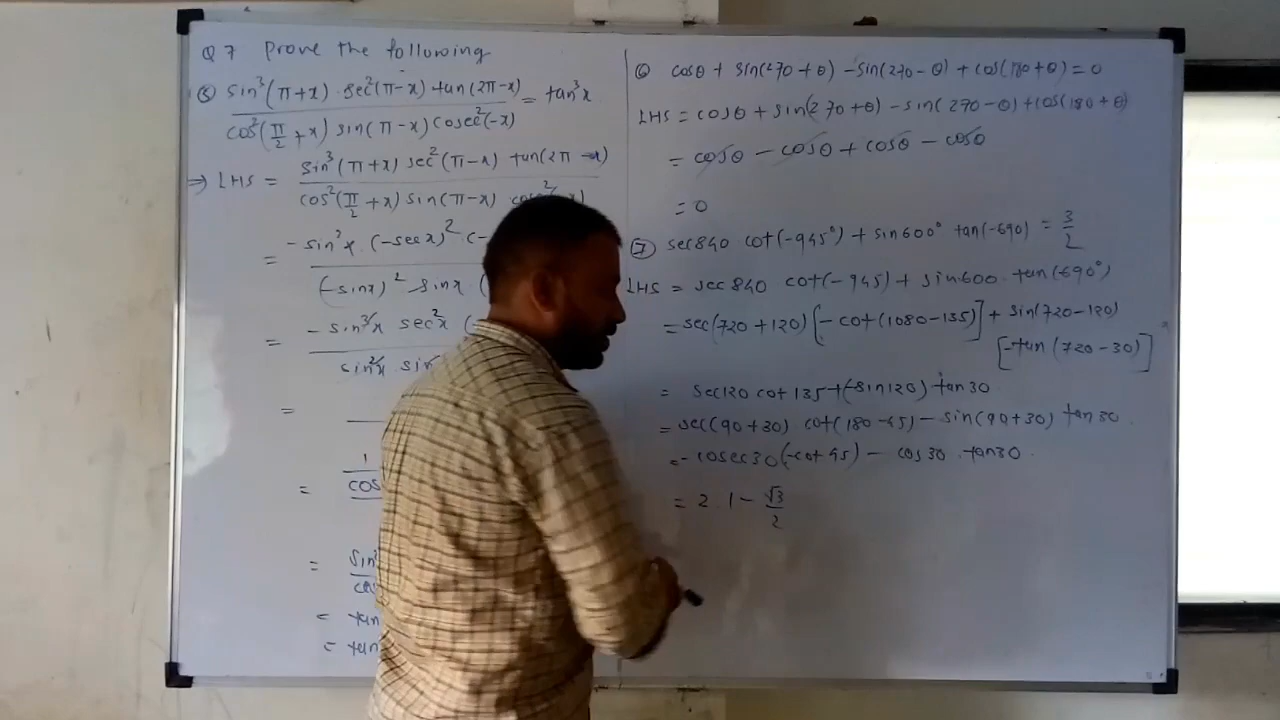 Q 7 Prove the following
(5) sin³(π+x) · sec²(π-x) tan(2π-x) / cos²(π/2 + x) sin(π-x) cosec²(-x) = tan³x
⇒ LHS = sin³(π+x) sec²(π-x) tan(2π-x) / cos²(π/2 + x) sin(π-x)
= - sin³x · (-sec x)² (- / (-sinx)² sinx (
= - sin³x sec²x ( / sin²x sin
=
= 1 / cos
= sin / cos
= tan
= tan
(6) cosθ + sin(270+θ) - sin(270-θ) + cos(180+θ) = 0
LHS = cosθ + sin(270+θ) - sin(270-θ) + cos(180+θ)
= cosθ - cosθ + cosθ - cosθ
= 0
(7) sec840 cot(-945°) + sin600° tan(-690) = 3/2
LHS = sec840 cot(-945) + sin600 · tan(-690°)
= sec(720+120) [-cot(1080-135)] + sin(720-120)
[-tan(720-30)]
= sec120 cot135 + (-sin120) tan30
= sec(90+30) cot(180-45) - sin(90+30) tan30
= - cosec30 (-cot45) - cos30 · tan30
= 2 · 1 - √3/2